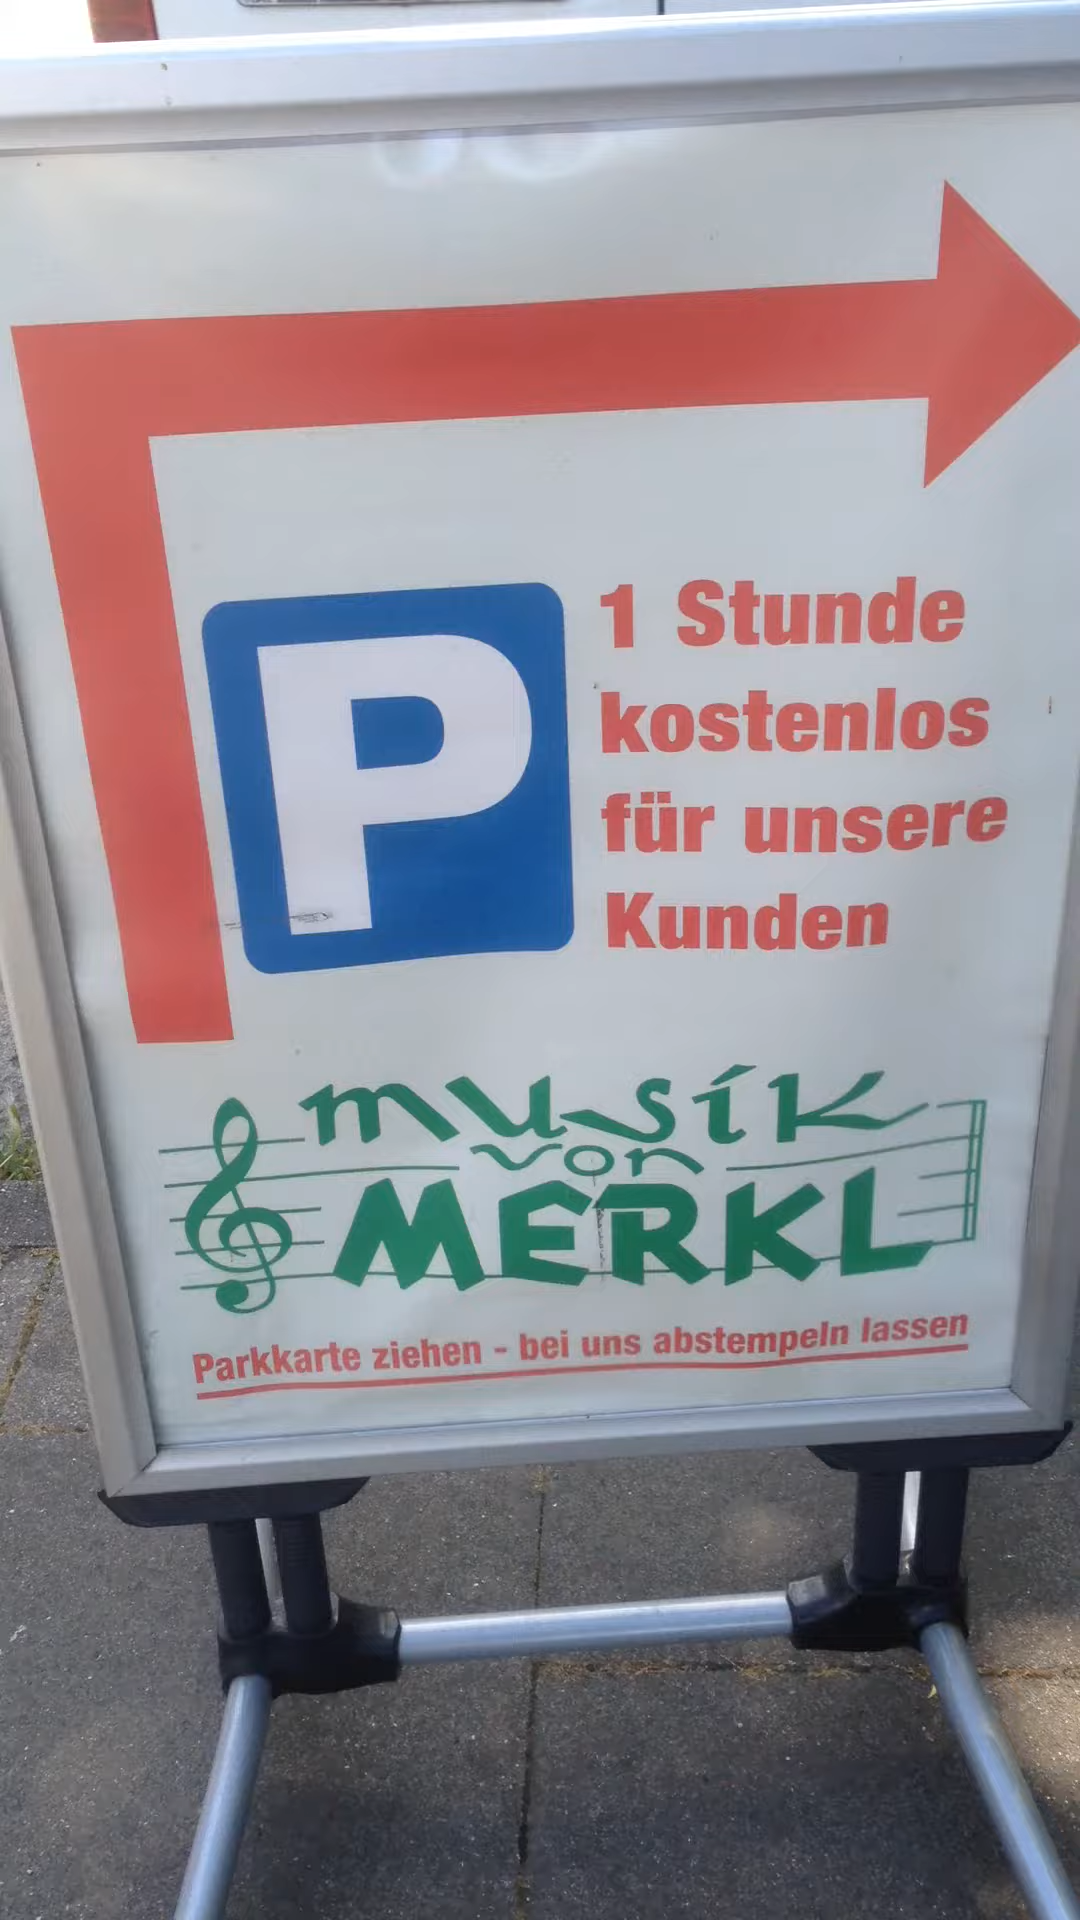 P
1 Stunde
kostenlos
für unsere
Kunden
musik
von
MERKL
Parkkarte ziehen - bei uns abstempeln lassen